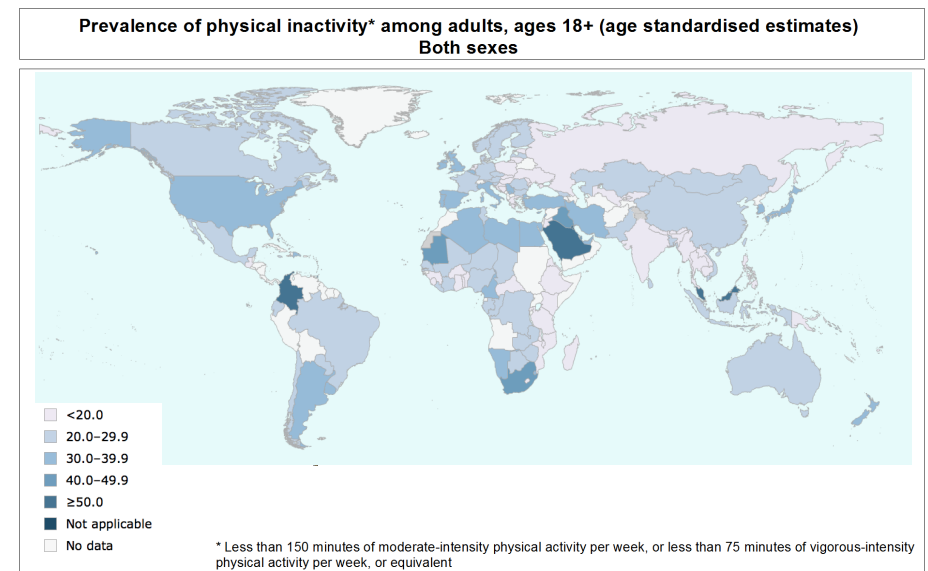 Prevalence of physical inactivity* among adults, ages 18+ (age standardised estimates)
Both sexes
<20.0
20.0–29.9
30.0–39.9
40.0–49.9
≥50.0
Not applicable
No data
* Less than 150 minutes of moderate-intensity physical activity per week, or less than 75 minutes of vigorous-intensity
physical activity per week, or equivalent